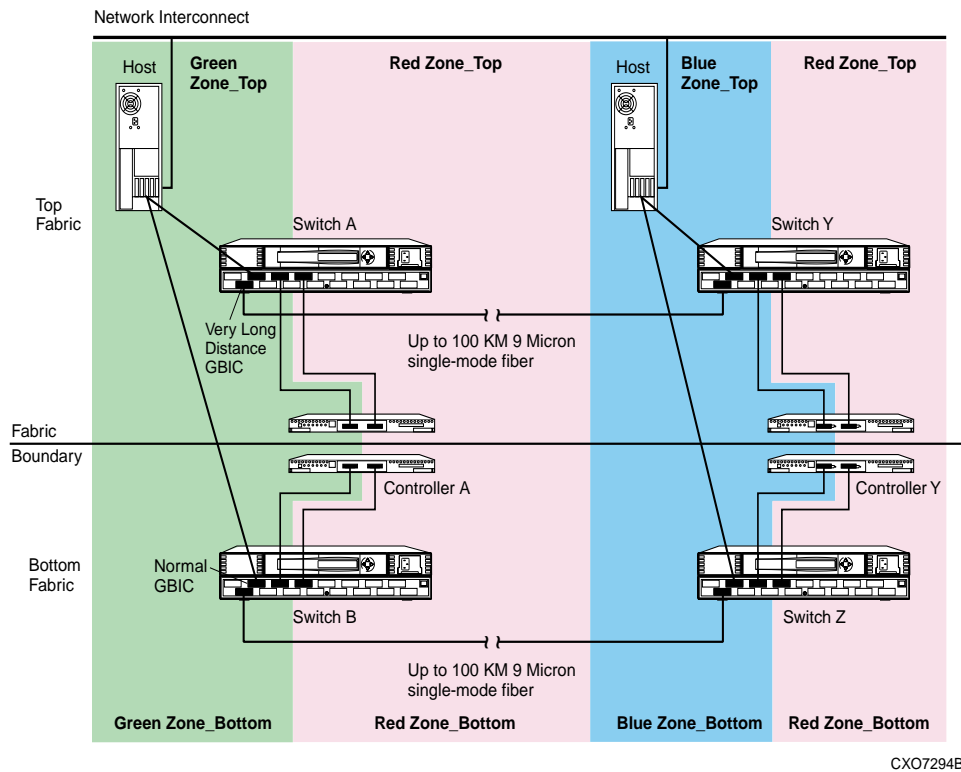 Network Interconnect
Host
Green
Zone_Top
Red Zone_Top
Host
Blue
Zone_Top
Red Zone_Top
Top
Fabric
Switch A
Switch Y
Very Long
Distance
GBIC
Up to 100 KM 9 Micron
single-mode fiber
Fabric
Boundary
Controller A
Controller Y
Bottom
Fabric
Normal
GBIC
Switch B
Switch Z
Up to 100 KM 9 Micron
single-mode fiber
Green Zone_Bottom
Red Zone_Bottom
Blue Zone_Bottom
Red Zone_Bottom
CXO7294B